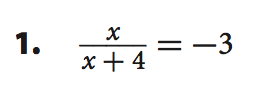 1. x/(x + 4) = −3